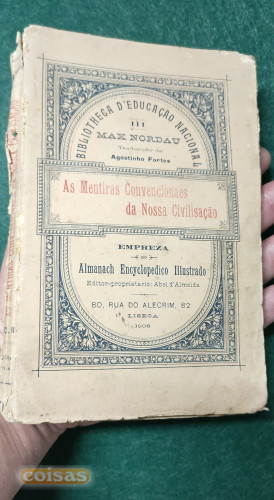 BIBLIOTHECA D'EDUCAÇÃO NACIONAL
III
MAX NORDAU
Traducção de
Agostinho Fortes
As Mentiras Convencionaes
da Nossa Civilisação
EMPREZA
DO
Almanach Encyclopedico Illustrado
Editor-proprietario: Abel d'Almeida
80, RUA DO ALECRIM, 82
LISBOA
1908
coisas